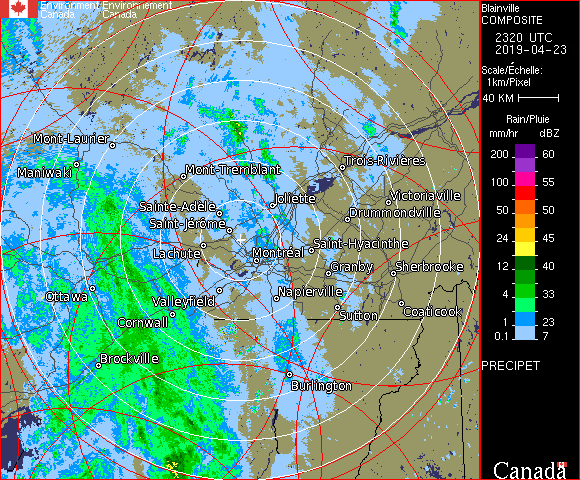 Environment Environnement
Canada Canada
Blainville
COMPOSITE
2320 UTC
2019-04-23
Scale/Échelle:
1km/Pixel
40 KM
Rain/Pluie
mm/hr dBZ
200 60
100 55
50 50
24 45
12 40
4 33
1 23
0.1 7
PRECIPET
Canada
Mont-Laurier
Maniwaki
Mont-Tremblant
Trois-Rivières
Sainte-Adèle
Joliette
Victoriaville
Drummondville
Saint-Jérôme
Lachute
Montréal
Saint-Hyacinthe
Granby
Sherbrooke
Ottawa
Valleyfield
Napierville
Cornwall
Sutton
Coaticook
Brockville
Burlington